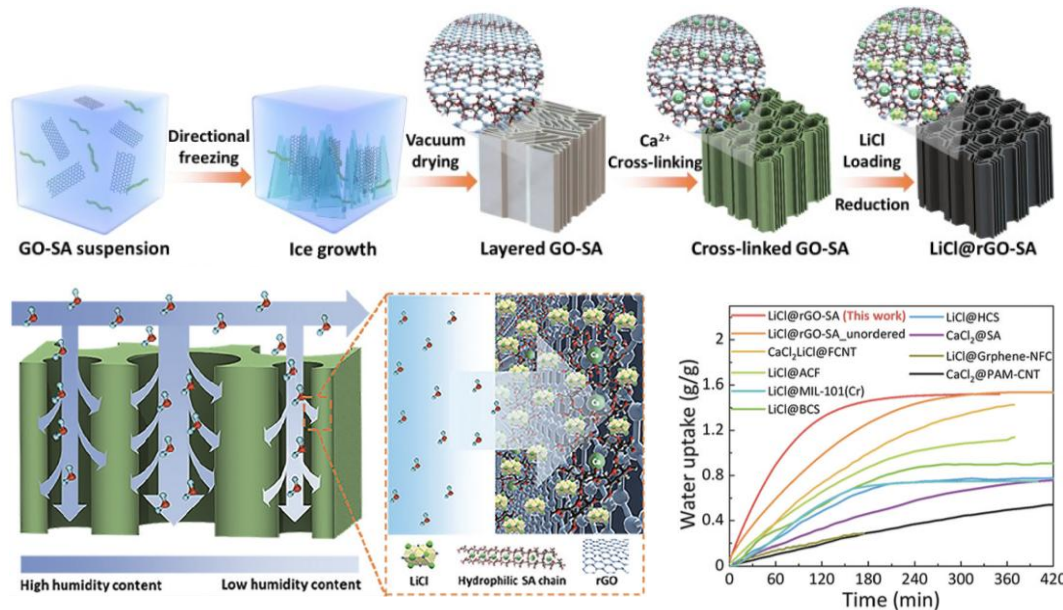 Directional
freezing
Vacuum
drying
Ca²⁺
Cross-linking
LiCl
Loading
Reduction
GO-SA suspension
Ice growth
Layered GO-SA
Cross-linked GO-SA
LiCl@rGO-SA
High humidity content
Low humidity content
LiCl
Hydrophilic SA chain
rGO
LiCl@rGO-SA (This work)
LiCl@rGO-SA_unordered
CaCl₂LiCl@FCNT
LiCl@ACF
LiCl@MIL-101(Cr)
LiCl@BCS
LiCl@HCS
CaCl₂@SA
LiCl@Grphene-NFC
CaCl₂@PAM-CNT
Water uptake (g/g)
2
1.6
1.2
0.8
0.4
0
60
120
180
240
300
360
420
Time (min)